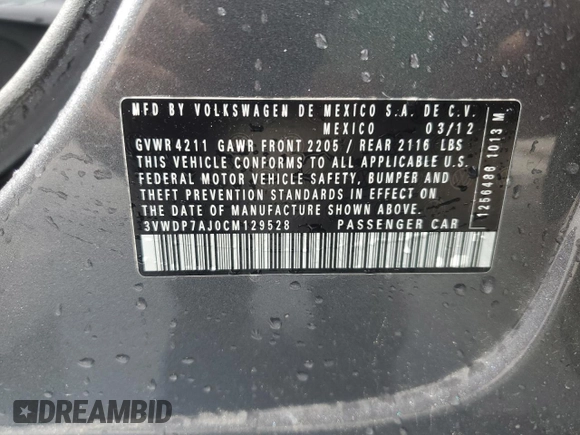 MFD BY VOLKSWAGEN DE MEXICO S.A. DE C.V.
MEXICO 03/12
GVWR 4211 GAWR FRONT 2205 / REAR 2116 LBS
THIS VEHICLE CONFORMS TO ALL APPLICABLE U.S.
FEDERAL MOTOR VEHICLE SAFETY, BUMPER AND
THEFT PREVENTION STANDARDS IN EFFECT ON
THE DATE OF MANUFACTURE SHOWN ABOVE.
3VWDP7AJ0CM129528 PASSENGER CAR
1013 M
DREAMBID